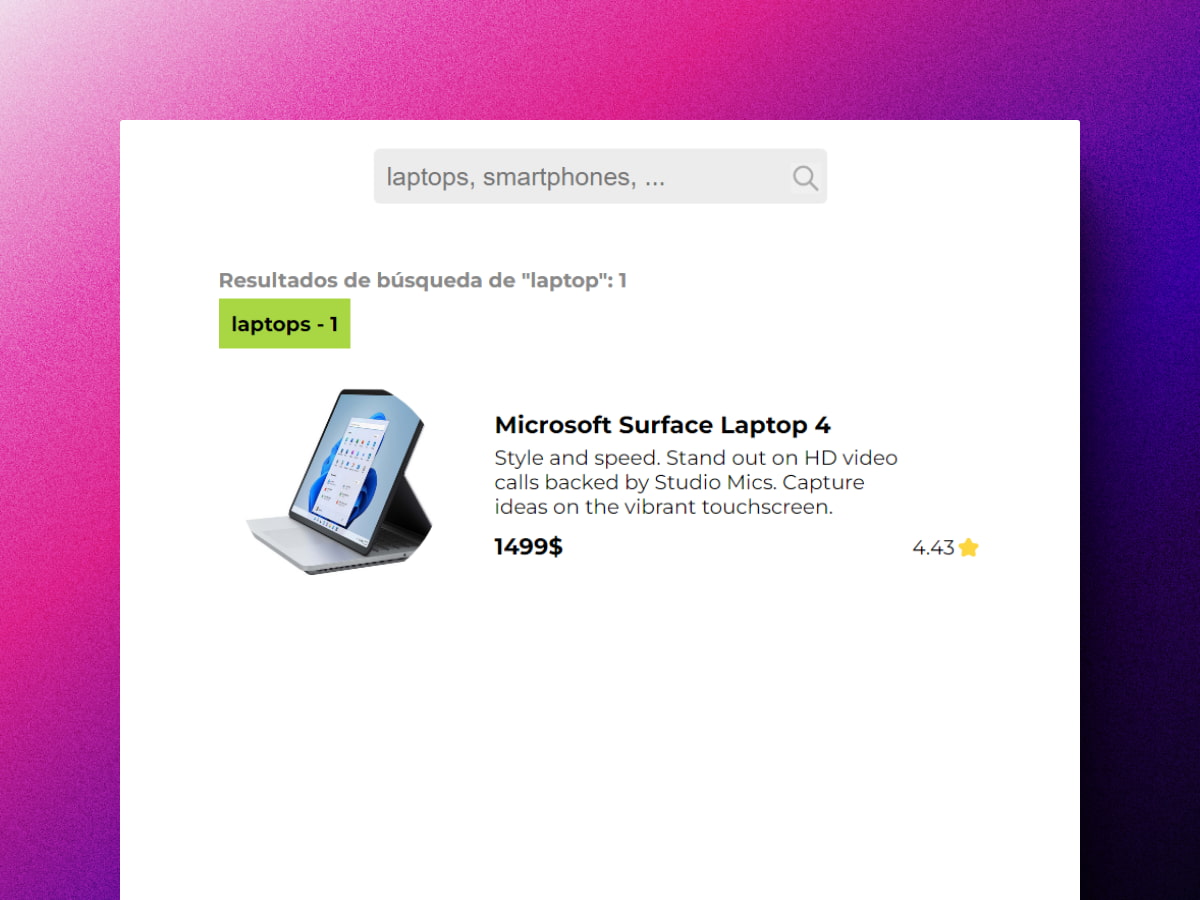 laptops, smartphones, ...
Resultados de búsqueda de "laptop": 1
laptops - 1
Microsoft Surface Laptop 4
Style and speed. Stand out on HD video
calls backed by Studio Mics. Capture
ideas on the vibrant touchscreen.
1499$
4.43